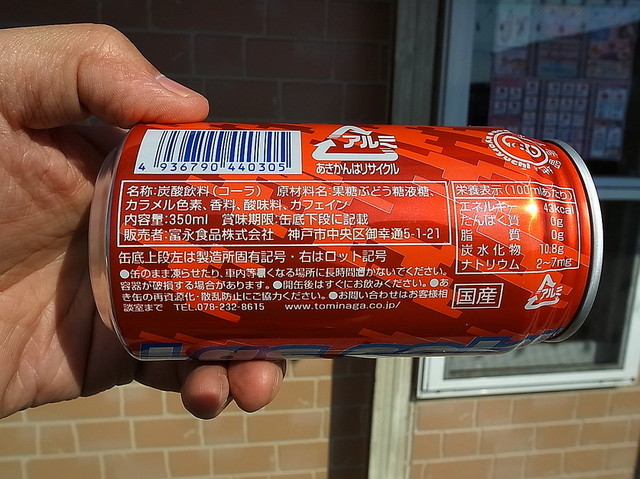 4 936790 440305
アルミ
あきかんはリサイクル
名称:炭酸飲料(コーラ) 原材料名:果糖ぶどう糖液糖、
カラメル色素、香料、酸味料、カフェイン
内容量:350ml 賞味期限:缶底下段に記載
販売者:富永食品株式会社 神戸市中央区御幸通5-1-21
缶底上段左は製造所固有記号・右はロット記号
●缶のまま凍らせたり、車内等暑くなる場所に長時間置かないでください。
容器が破損する場合があります。●開缶後はすぐにお飲みください。●あ
き缶の再資源化・散乱防止にご協力ください。●お問い合わせはお客様相
談室まで TEL.078-232-8615 www.tominaga.co.jp/
栄養表示(100mlあたり)
エネルギー 43kcal
たんぱく質 0g
脂質 0g
炭水化物 10.8g
ナトリウム 2~7mg
国産
アルミ